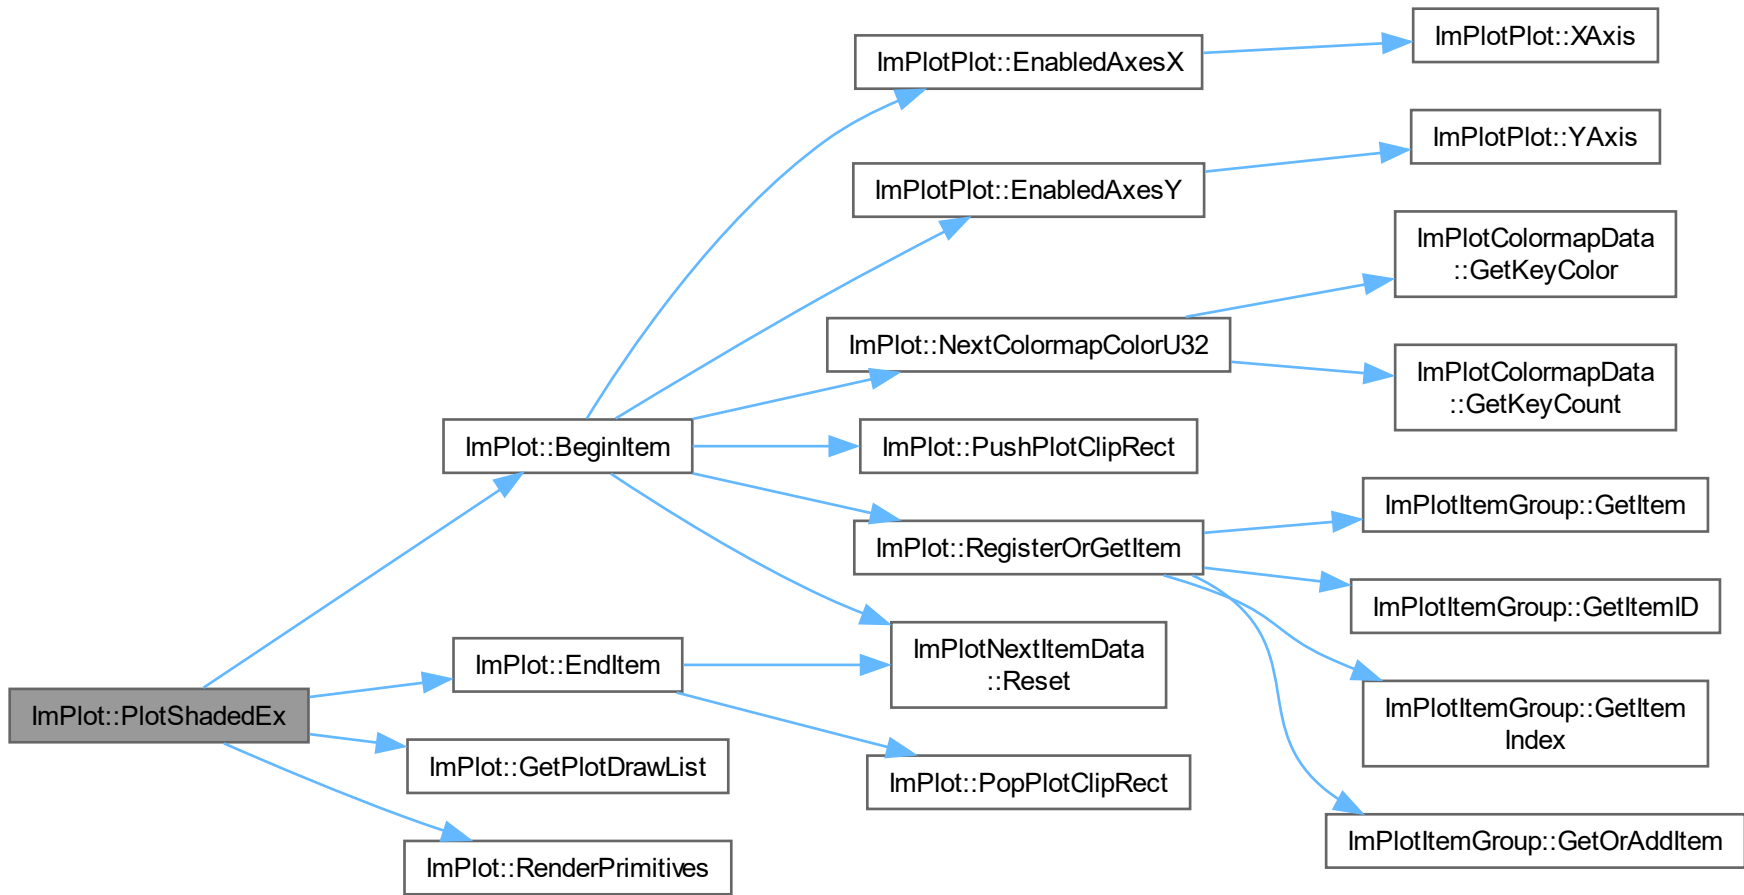 ImPlotPlot::XAxis
ImPlotPlot::EnabledAxesX
ImPlotPlot::YAxis
ImPlotPlot::EnabledAxesY
ImPlotColormapData
::GetKeyColor
ImPlot::NextColormapColorU32
ImPlotColormapData
::GetKeyCount
ImPlot::BeginItem
ImPlot::PushPlotClipRect
ImPlotItemGroup::GetItem
ImPlot::RegisterOrGetItem
ImPlotItemGroup::GetItemID
ImPlot::EndItem
ImPlotNextItemData
::Reset
ImPlot::PlotShadedEx
ImPlotItemGroup::GetItem
Index
ImPlot::GetPlotDrawList
ImPlot::PopPlotClipRect
ImPlotItemGroup::GetOrAddItem
ImPlot::RenderPrimitives